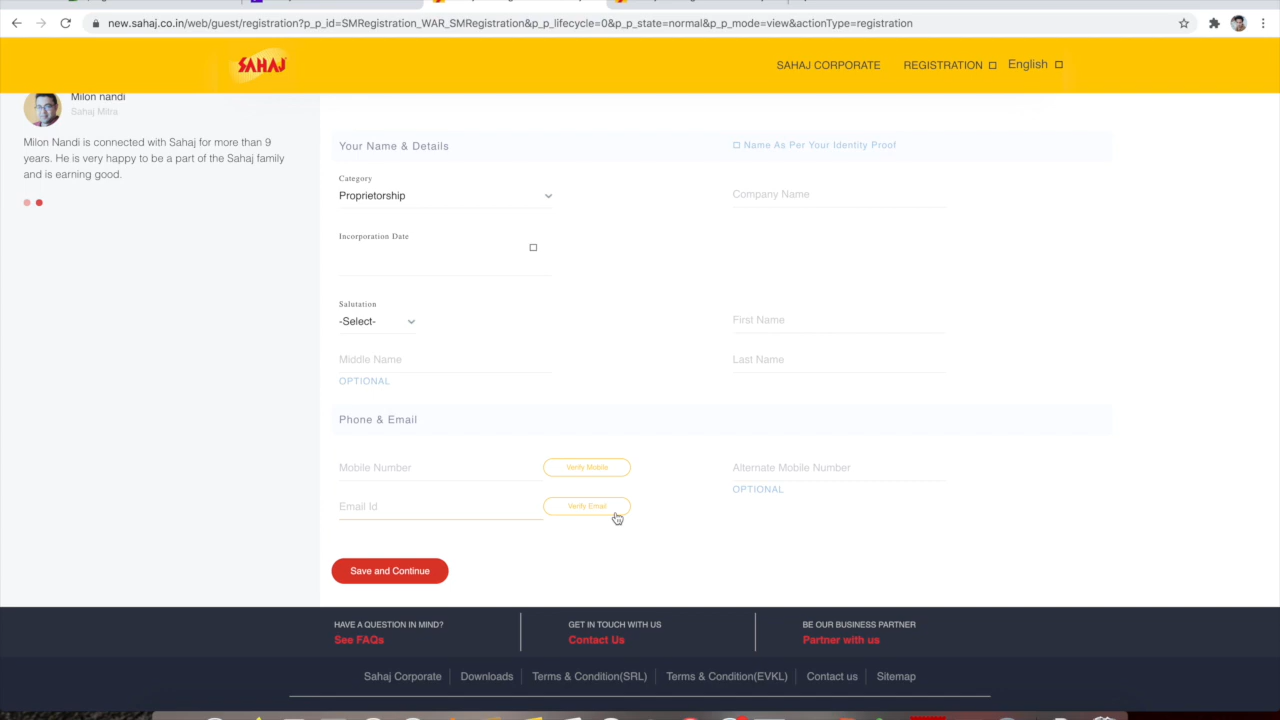 new.sahaj.co.in/web/guest/registration?p_p_id=SMRegistration_WAR_SMRegistration&p_p_lifecycle=0&p_p_state=normal&p_p_mode=view&actionType=registration
SAHAJ
SAHAJ CORPORATE
REGISTRATION
English
Milon nandi
Sahaj Mitra
Milon Nandi is connected with Sahaj for more than 9
years. He is very happy to be a part of the Sahaj family
and is earning good.
Your Name & Details
Name As Per Your Identity Proof
Category
Proprietorship
Company Name
Incorporation Date
Salutation
-Select-
First Name
Middle Name
Last Name
OPTIONAL
Phone & Email
Mobile Number
Verify Mobile
Alternate Mobile Number
OPTIONAL
Email Id
Verify Email
Save and Continue
HAVE A QUESTION IN MIND?
See FAQs
GET IN TOUCH WITH US
Contact Us
BE OUR BUSINESS PARTNER
Partner with us
Sahaj Corporate
Downloads
Terms & Condition(SRL)
Terms & Condition(EVKL)
Contact us
Sitemap